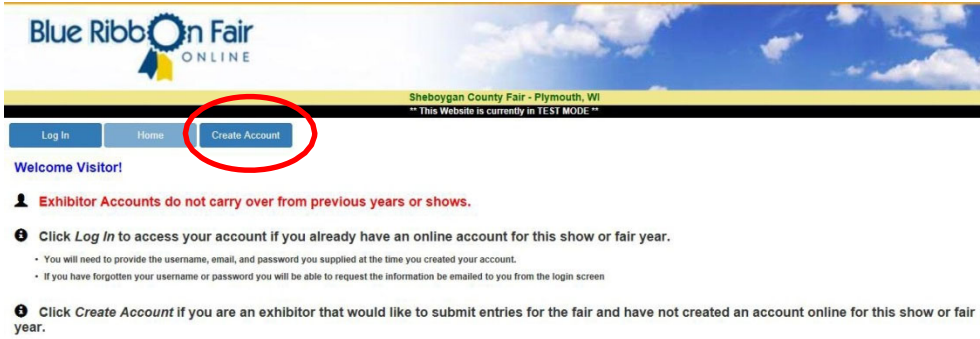 Blue Ribbon Fair
ONLINE
Sheboygan County Fair - Plymouth, WI
** This Website is currently in TEST MODE **
Log In Home Create Account
Welcome Visitor!
Exhibitor Accounts do not carry over from previous years or shows.
Click Log In to access your account if you already have an online account for this show or fair year.
• You will need to provide the username, email, and password you supplied at the time you created your account.
• If you have forgotten your username or password you will be able to request the information be emailed to you from the login screen
Click Create Account if you are an exhibitor that would like to submit entries for the fair and have not created an account online for this show or fair
year.